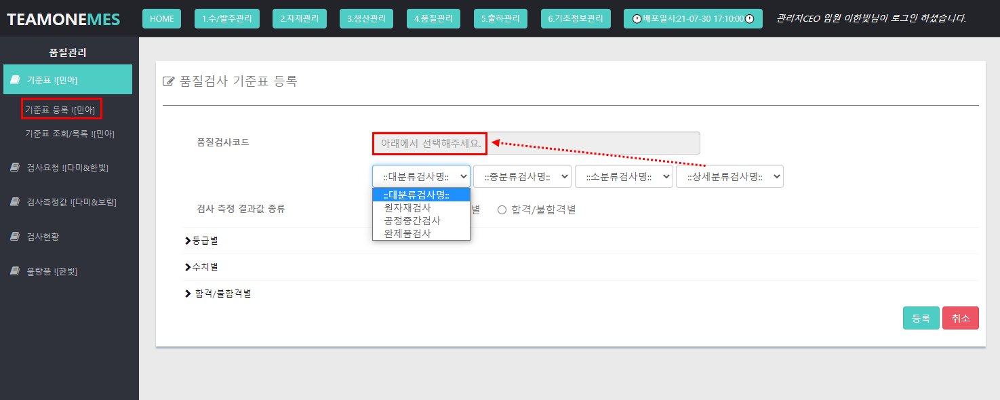 TEAMONEMES
HOME
1.수/발주관리
2.자재관리
3.생산관리
4.품질관리
5.출하관리
6.기초정보관리
배포일시:21-07-30 17:10:00
관리자CEO 임원 이한빛님이 로그인 하셨습니다.
품질관리
기준표 ![민아]
기준표 등록 ![민아]
기준표 조회/목록 ![민아]
검사요청 ![다미&한빛]
검사측정값 ![다미&보람]
검사현황
불량품 ![한빛]
품질검사 기준표 등록
품질검사코드
아래에서 선택해주세요.
::대분류검사명::
::중분류검사명::
::소분류검사명::
::상세분류검사명::
::대분류검사명::
원자재검사
공정중간검사
완제품검사
검사 측정 결과값 종류
별
합격/불합격별
등급별
수치별
합격/불합격별
등록
취소